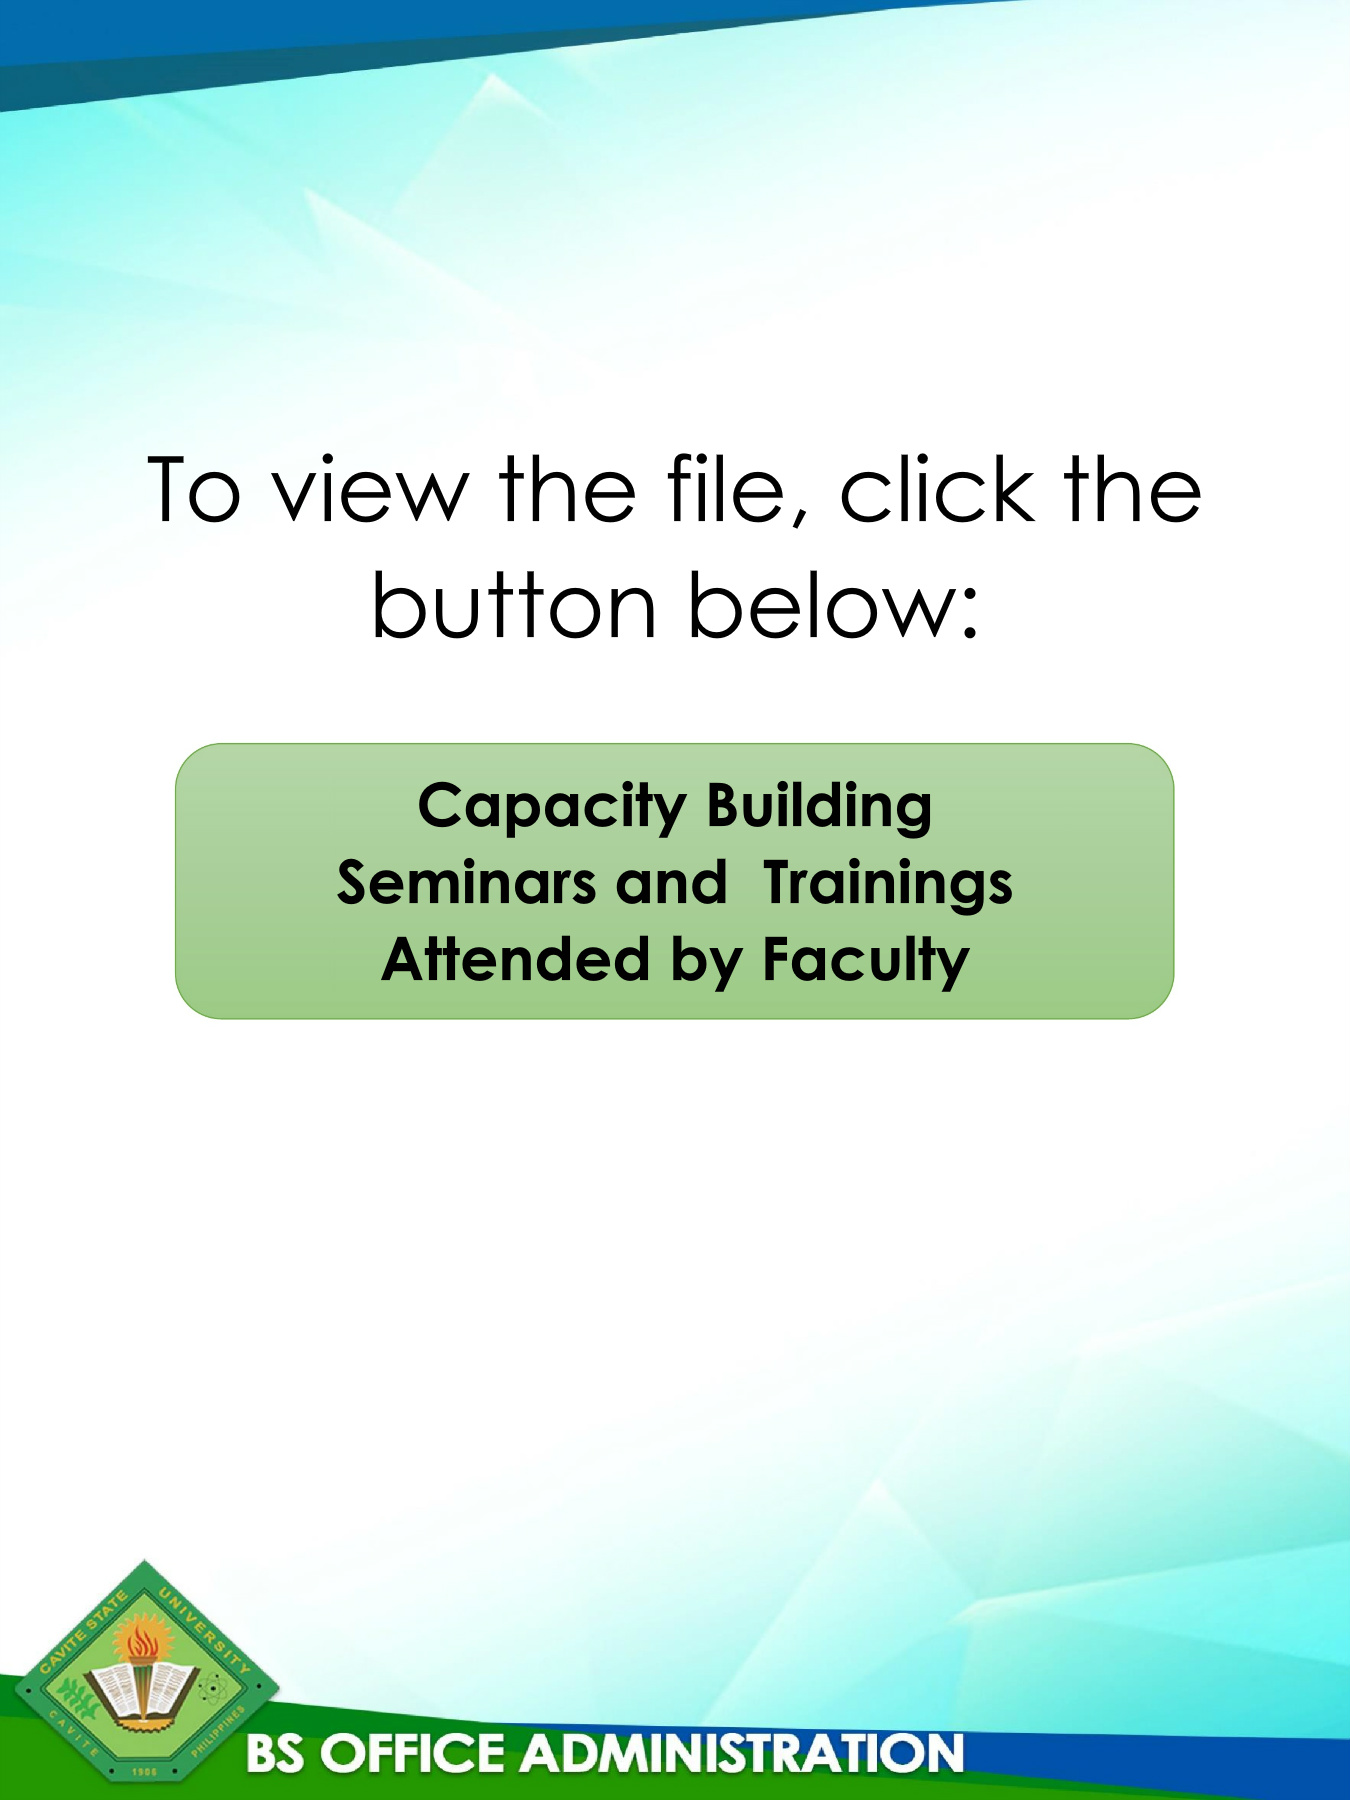 To view the file, click the
button below:
Capacity Building
Seminars and  Trainings
Attended by Faculty
CAVITE STATE UNIVERSITY
CAVITE
PHILIPPINES
1906
BS OFFICE ADMINISTRATION